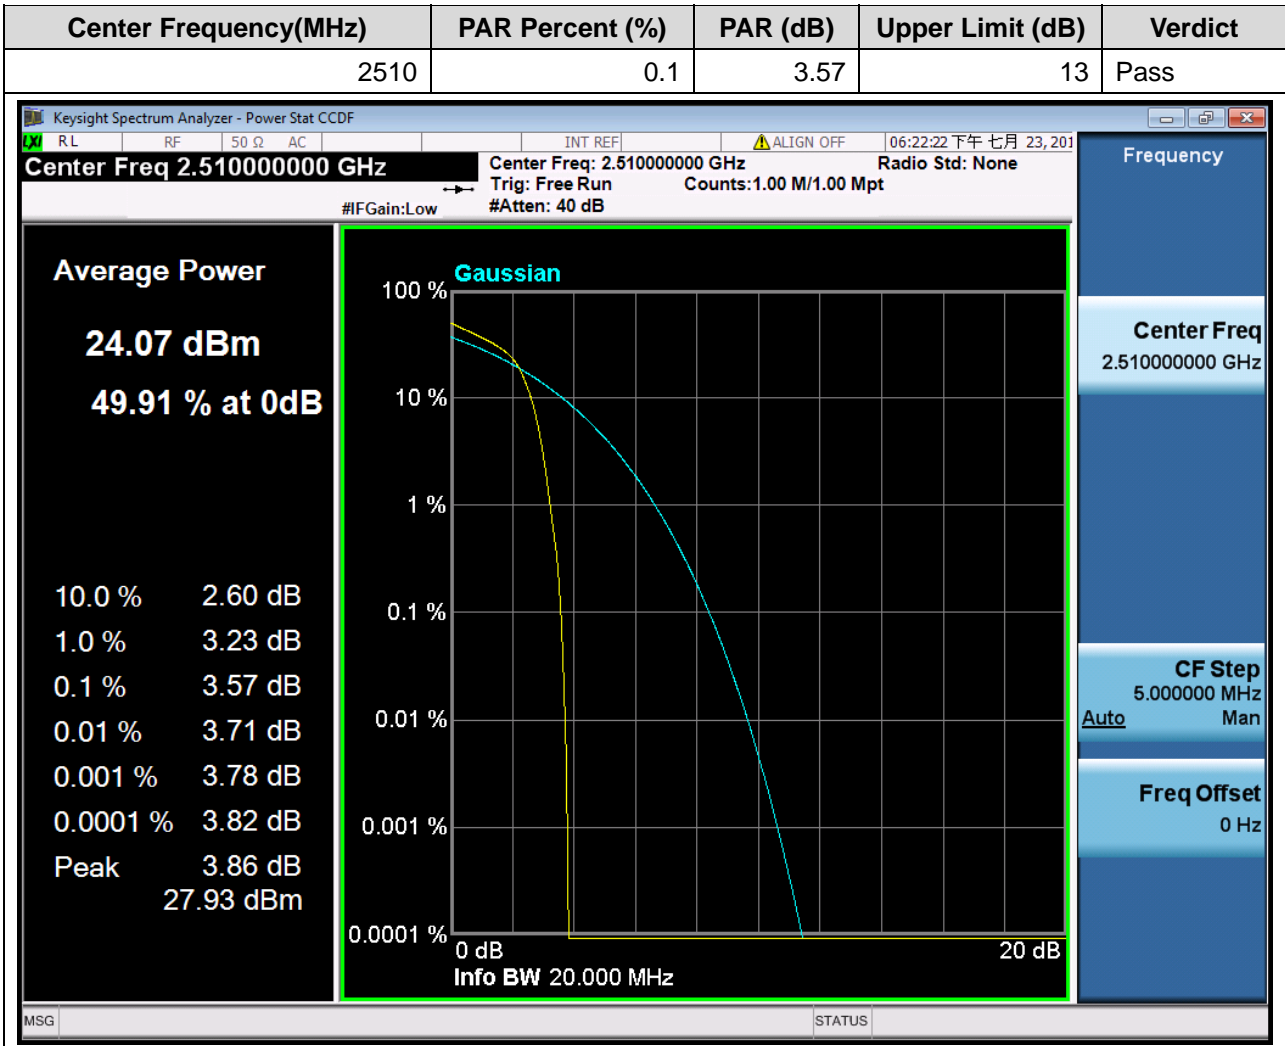 Center Frequency(MHz) PAR Percent (%) PAR (dB) Upper Limit (dB) Verdict
2510 0.1 3.57 13 Pass
Keysight Spectrum Analyzer - Power Stat CCDF
LXI RL RF 50 Ω AC INT REF ALIGN OFF 06:22:22 下午 七月 23, 201
Center Freq 2.510000000 GHz
Center Freq: 2.510000000 GHz Radio Std: None
Trig: Free Run Counts:1.00 M/1.00 Mpt
#IFGain:Low #Atten: 40 dB
Frequency
Average Power
24.07 dBm
49.91 % at 0dB
10.0 % 2.60 dB
1.0 % 3.23 dB
0.1 % 3.57 dB
0.01 % 3.71 dB
0.001 % 3.78 dB
0.0001 % 3.82 dB
Peak 3.86 dB
27.93 dBm
Gaussian
100 %
10 %
1 %
0.1 %
0.01 %
0.001 %
0.0001 %
0 dB 20 dB
Info BW 20.000 MHz
Center Freq
2.510000000 GHz
CF Step
5.000000 MHz
Auto Man
Freq Offset
0 Hz
MSG STATUS